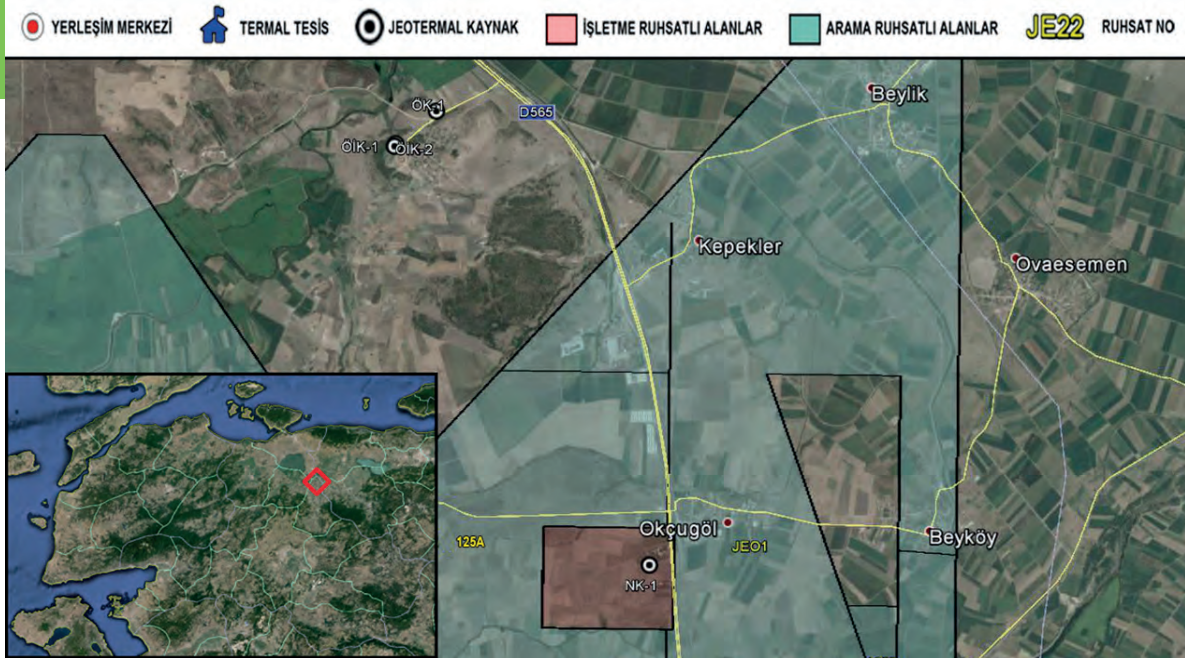 YERLEŞİM MERKEZİ TERMAL TESİS JEOTERMAL KAYNAK İŞLETME RUHSATLI ALANLAR ARAMA RUHSATLI ALANLAR JE22 RUHSAT NO
Beylik
ÖK-1
D565
ÖİK-1 ÖİK-2
Kepekler
Ovaesemen
Okçugöl
Beyköy
125A
JEO1
NK-1